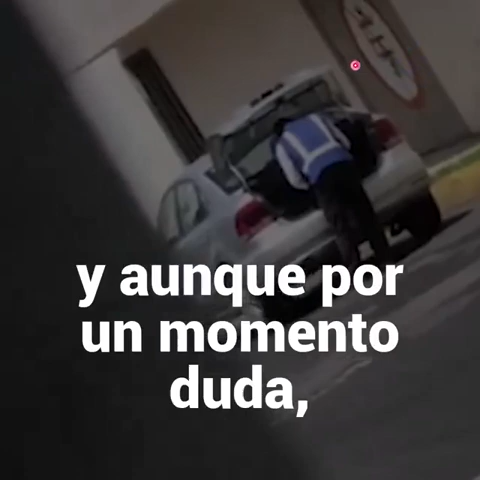 y aunque por
un momento
duda,